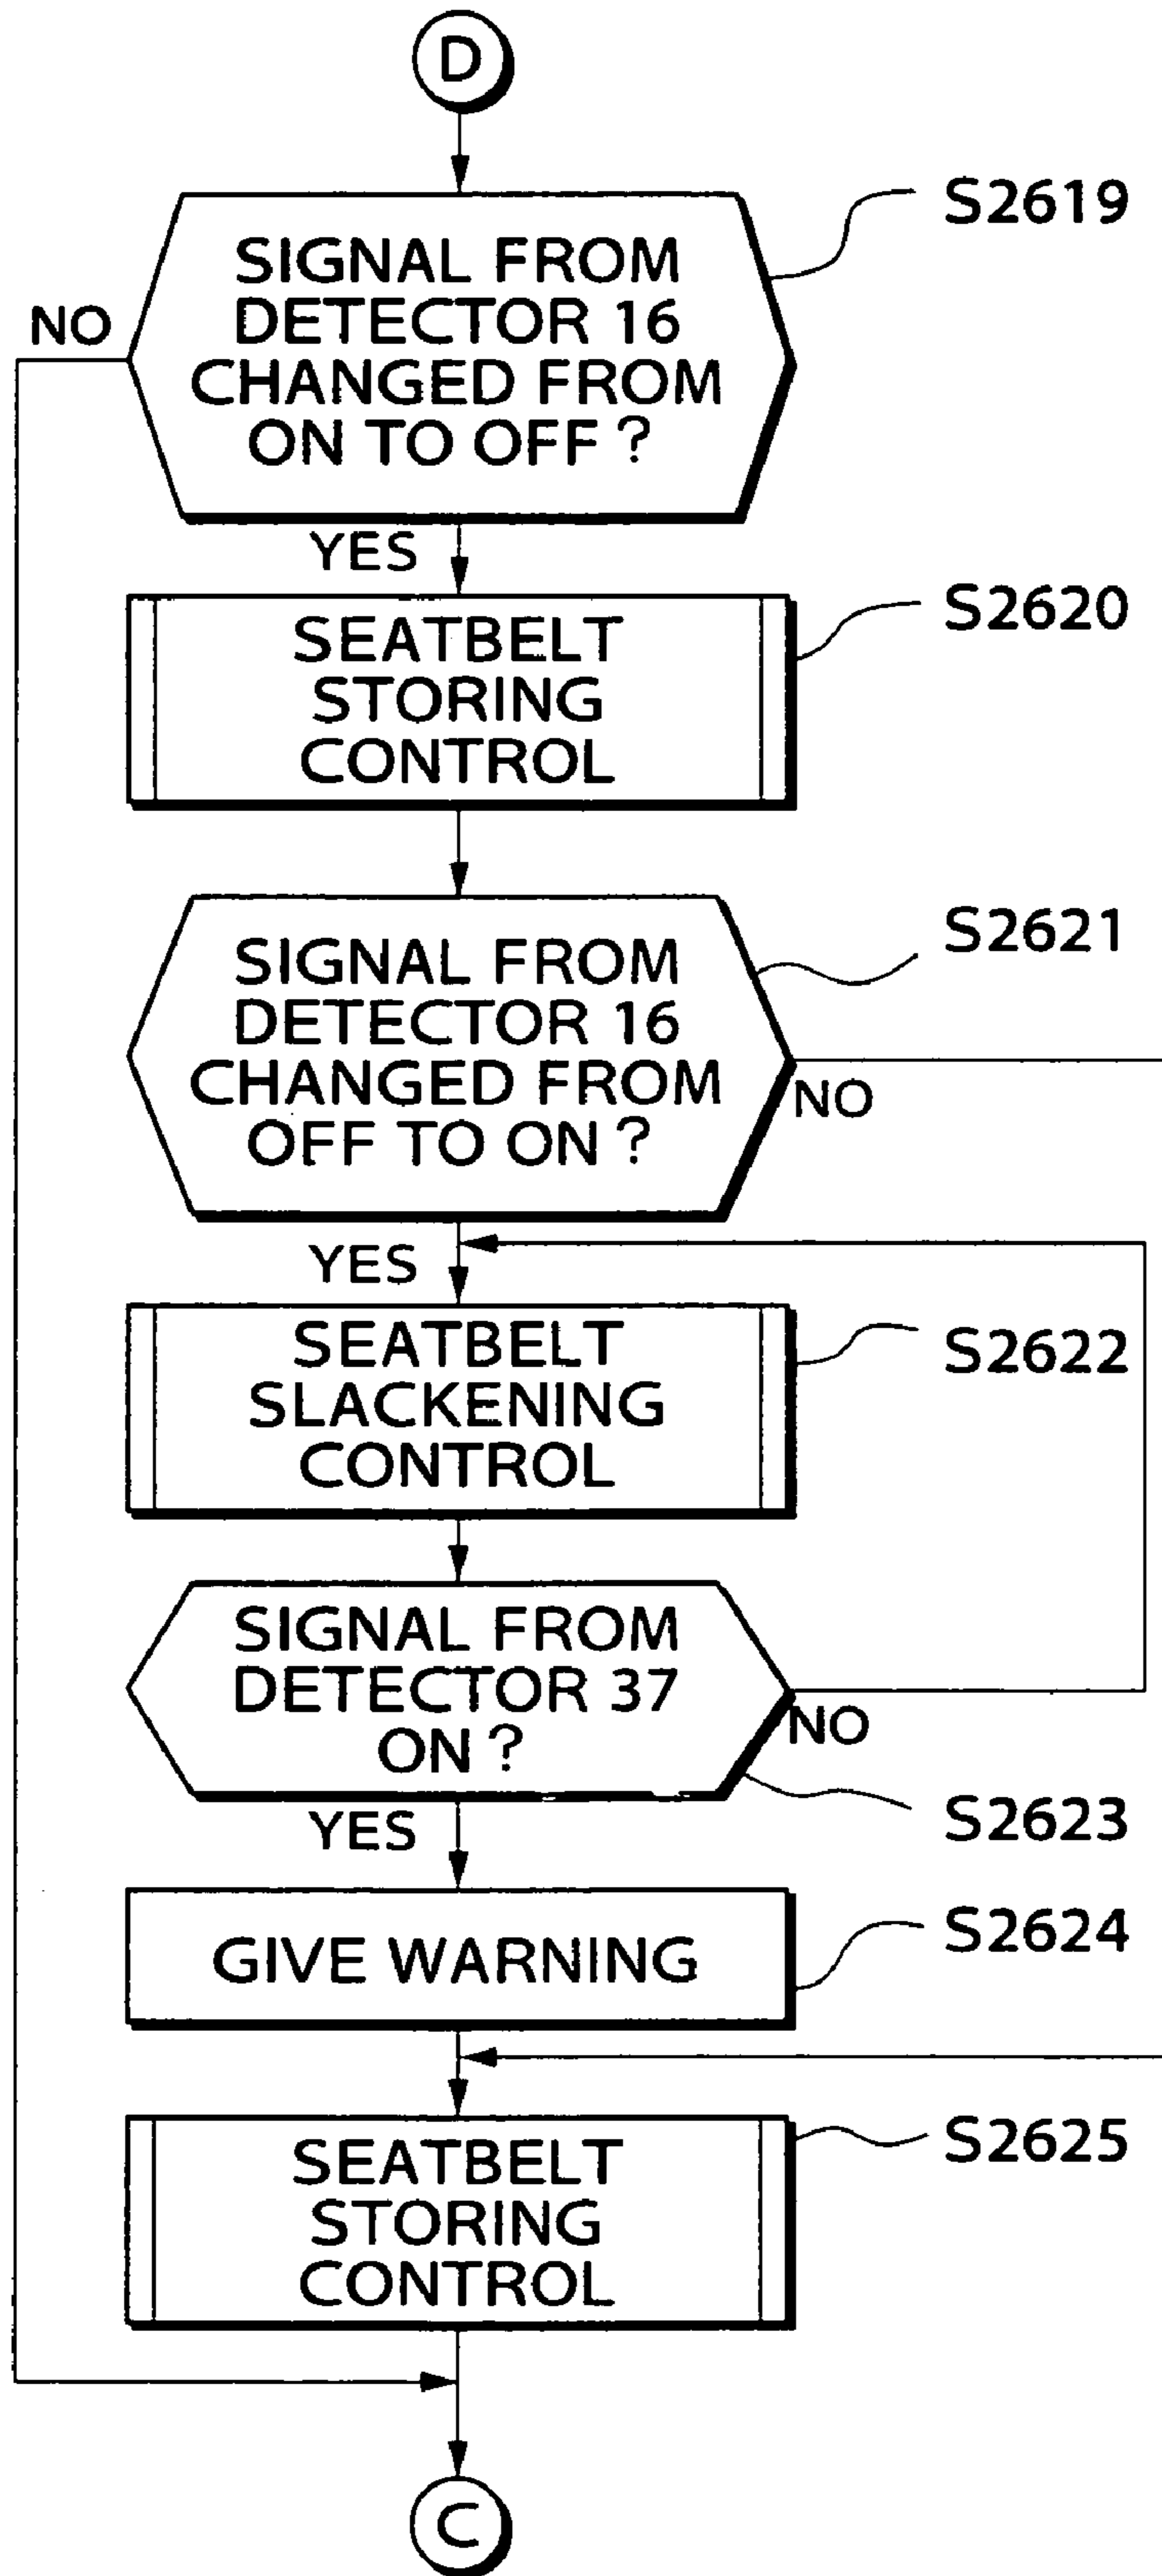 D
SIGNAL FROM
DETECTOR 16
CHANGED FROM
ON TO OFF ?
S2619
NO
YES
SEATBELT
STORING
CONTROL
S2620
SIGNAL FROM
DETECTOR 16
CHANGED FROM
OFF TO ON ?
S2621
NO
YES
SEATBELT
SLACKENING
CONTROL
S2622
SIGNAL FROM
DETECTOR 37
ON ?
NO
S2623
YES
GIVE WARNING
S2624
SEATBELT
STORING
CONTROL
S2625
C